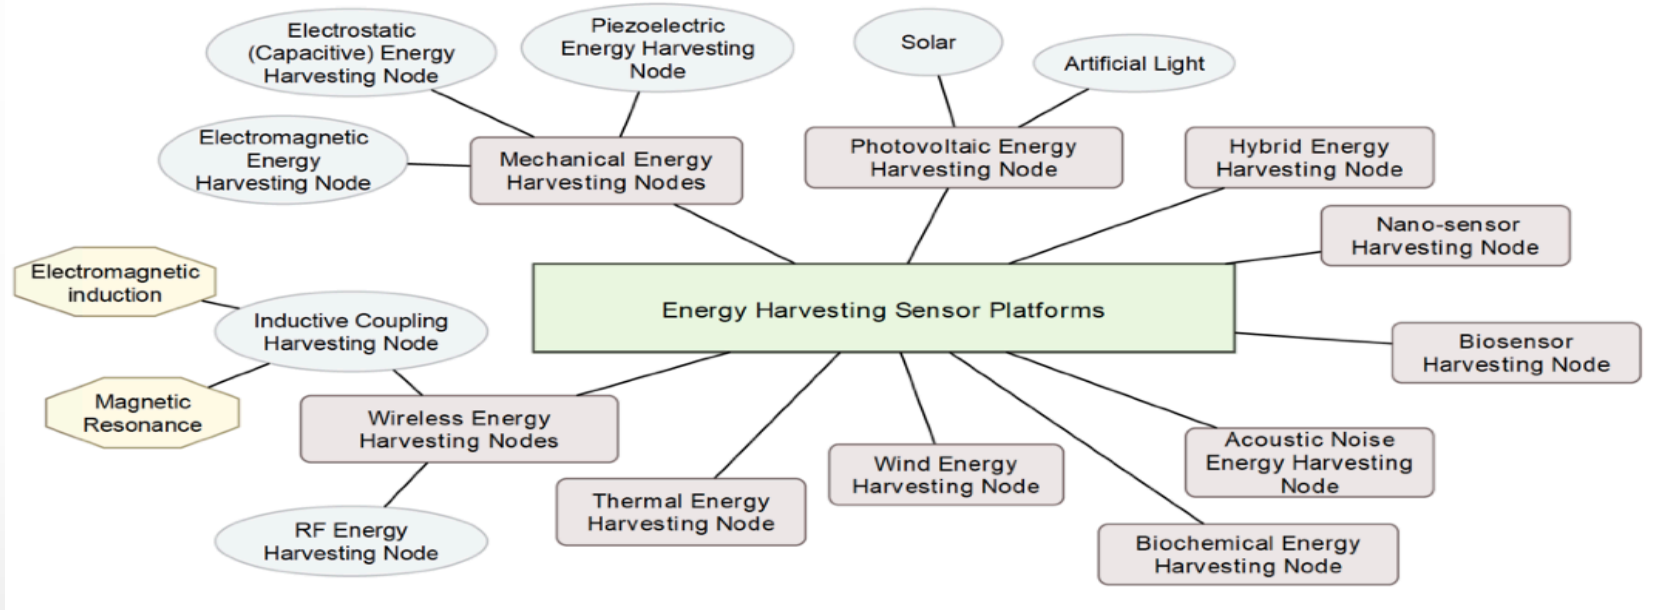 Electrostatic
(Capacitive) Energy
Harvesting Node
Piezoelectric
Energy Harvesting
Node
Solar
Artificial Light
Electromagnetic
Energy
Harvesting Node
Mechanical Energy
Harvesting Nodes
Photovoltaic Energy
Harvesting Node
Hybrid Energy
Harvesting Node
Nano-sensor
Harvesting Node
Electromagnetic
induction
Inductive Coupling
Harvesting Node
Energy Harvesting Sensor Platforms
Biosensor
Harvesting Node
Magnetic
Resonance
Wireless Energy
Harvesting Nodes
Wind Energy
Harvesting Node
Acoustic Noise
Energy Harvesting
Node
Thermal Energy
Harvesting Node
RF Energy
Harvesting Node
Biochemical Energy
Harvesting Node